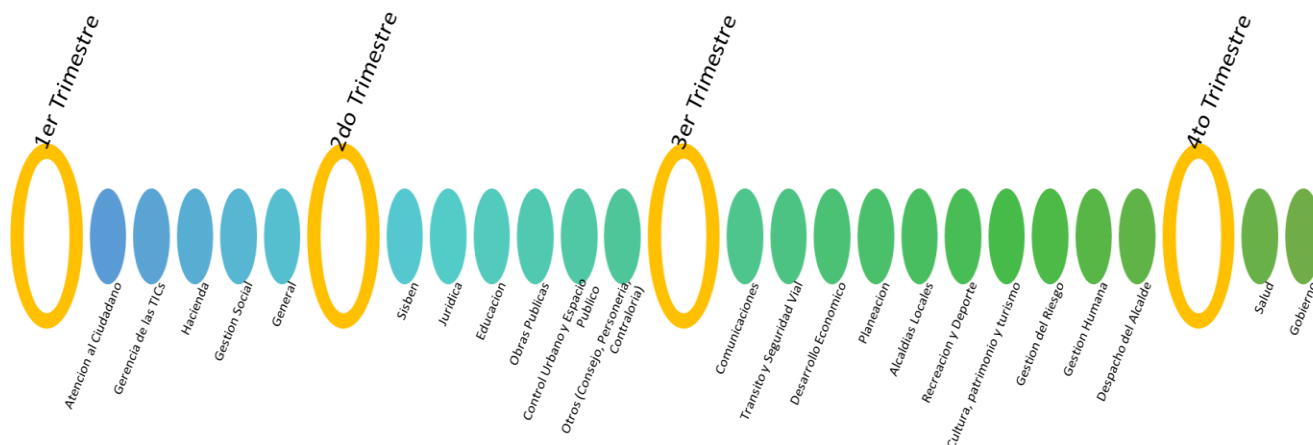 1er Trimestre
Atencion al Ciudadano
Gerencia de las TICs
Hacienda
Gestion Social
General
2do Trimestre
Sisben
Juridica
Educacion
Obras Publicas
Control Urbano y Espacio
Publico
Otros (Consejo, Personeria,
Contraloria)
3er Trimestre
Comunicaciones
Transito y Seguridad Vial
Desarrollo Economico
Planeacion
Alcaldias Locales
Recreacion y Deporte
Cultura, patrimonio y turismo
Gestion del Riesgo
Gestion Humana
Despacho del Alcalde
4to Trimestre
Salud
Gobierno